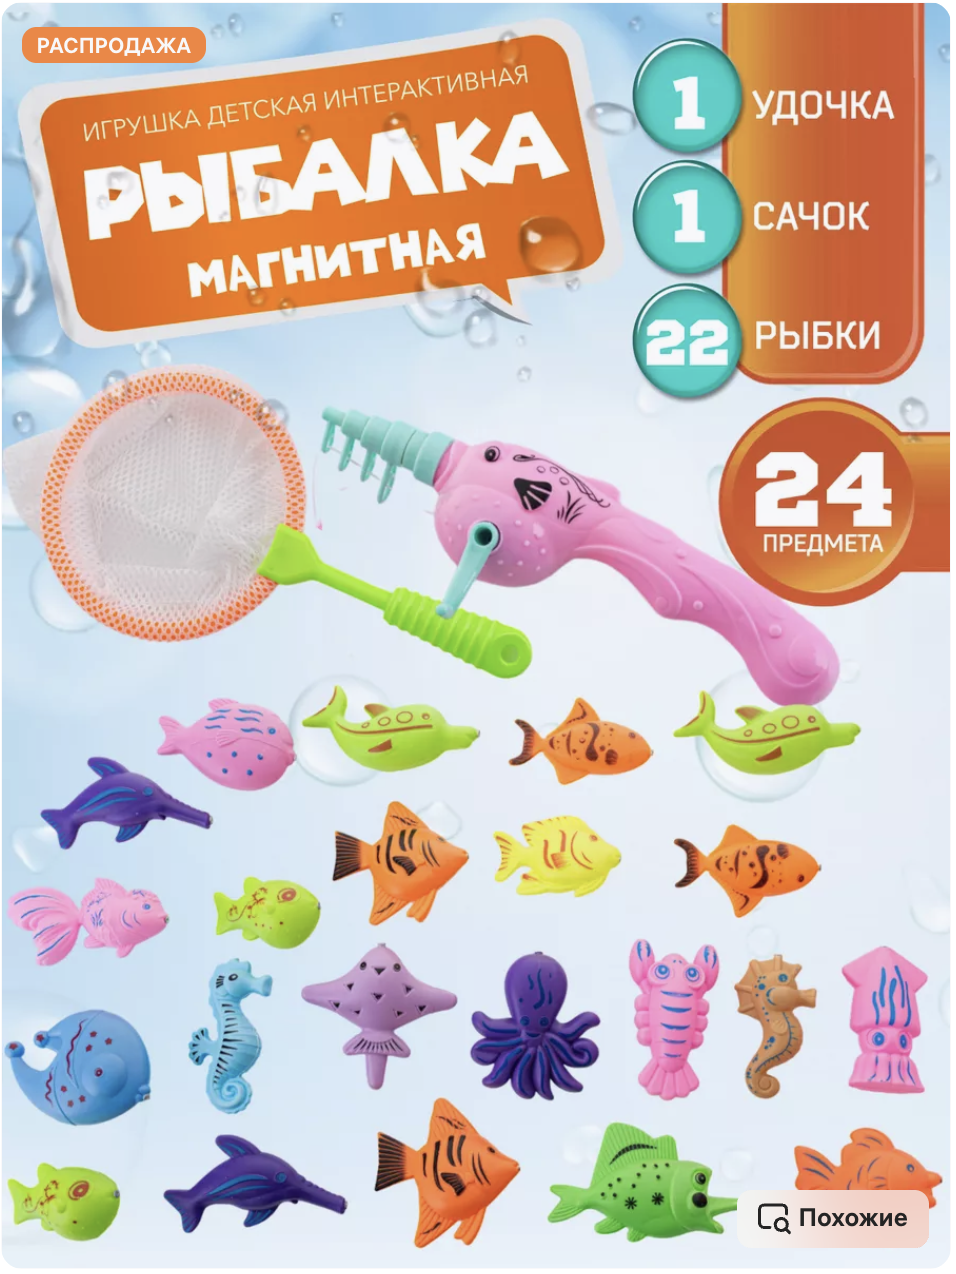 РАСПРОДАЖА
ИГРУШКА ДЕТСКАЯ ИНТЕРАКТИВНАЯ
РЫБАЛКА
МАГНИТНАЯ
1 УДОЧКА
1 САЧОК
22 РЫБКИ
24
ПРЕДМЕТА
Похожие